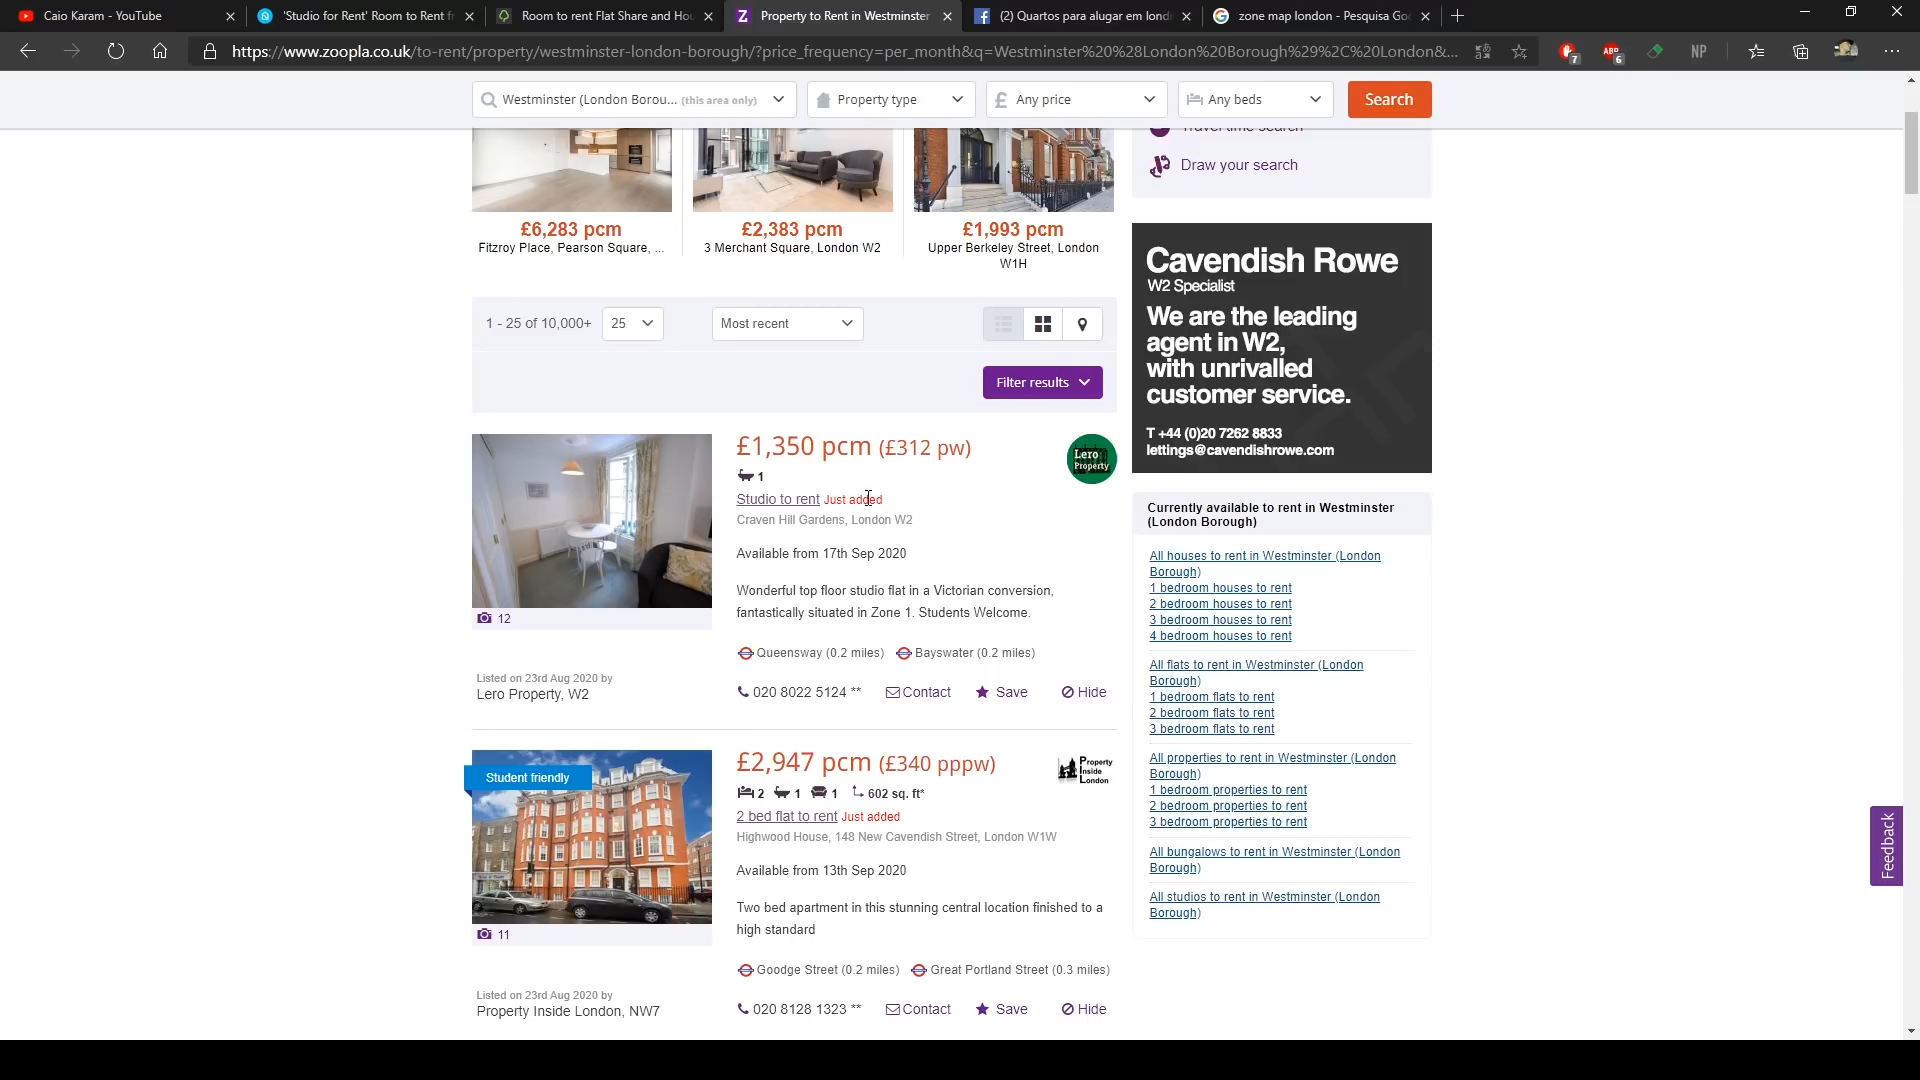 Caio Karam - YouTube
'Studio for Rent' Room to Rent fr
Room to rent Flat Share and Hou
Property to Rent in Westminster
(2) Quartos para alugar em lond
zone map london - Pesquisa Go
https://www.zoopla.co.uk/to-rent/property/westminster-london-borough/?price_frequency=per_month&q=Westminster%20%28London%20Borough%29%2C%20London&...
7
ABP
6
NP
Westminster (London Borou... (this area only)
Property type
£ Any price
Any beds
Search
Travel time search
Draw your search
£6,283 pcm
Fitzroy Place, Pearson Square, ...
£2,383 pcm
3 Merchant Square, London W2
£1,993 pcm
Upper Berkeley Street, London
W1H
1 - 25 of 10,000+
25
Most recent
Filter results
£1,350 pcm (£312 pw)
1
Studio to rent Just added
Craven Hill Gardens, London W2
Available from 17th Sep 2020
Wonderful top floor studio flat in a Victorian conversion,
fantastically situated in Zone 1. Students Welcome.
Queensway (0.2 miles) Bayswater (0.2 miles)
020 8022 5124 ** Contact Save Hide
Lero
Property
12
Listed on 23rd Aug 2020 by
Lero Property, W2
Student friendly
11
Listed on 23rd Aug 2020 by
Property Inside London, NW7
£2,947 pcm (£340 pppw)
2 1 1 602 sq. ft*
2 bed flat to rent Just added
Highwood House, 148 New Cavendish Street, London W1W
Available from 13th Sep 2020
Two bed apartment in this stunning central location finished to a
high standard
Goodge Street (0.2 miles) Great Portland Street (0.3 miles)
020 8128 1323 ** Contact Save Hide
Property
Inside
London
Cavendish Rowe
W2 Specialist
We are the leading
agent in W2,
with unrivalled
customer service.
T +44 (0)20 7262 8833
lettings@cavendishrowe.com
Currently available to rent in Westminster
(London Borough)
All houses to rent in Westminster (London
Borough)
1 bedroom houses to rent
2 bedroom houses to rent
3 bedroom houses to rent
4 bedroom houses to rent
All flats to rent in Westminster (London
Borough)
1 bedroom flats to rent
2 bedroom flats to rent
3 bedroom flats to rent
All properties to rent in Westminster (London
Borough)
1 bedroom properties to rent
2 bedroom properties to rent
3 bedroom properties to rent
All bungalows to rent in Westminster (London
Borough)
All studios to rent in Westminster (London
Borough)
Feedback